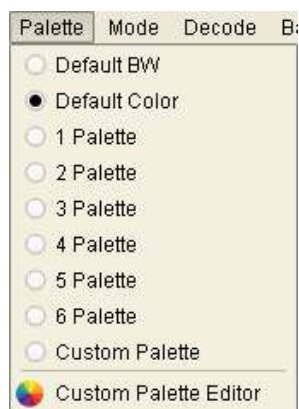 Palette Mode Decode
Default BW
Default Color
1 Palette
2 Palette
3 Palette
4 Palette
5 Palette
6 Palette
Custom Palette
Custom Palette Editor